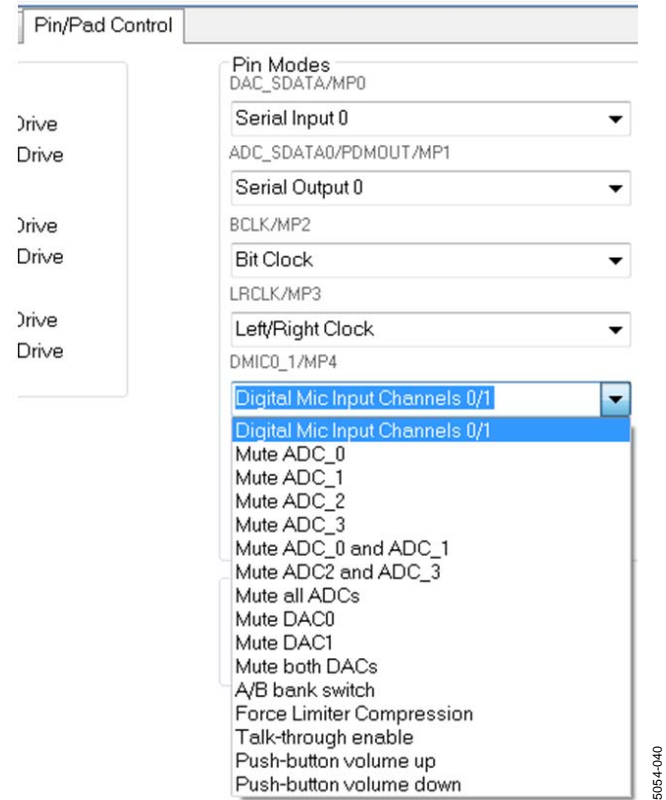 Pin/Pad Control
Pin Modes
DAC_SDATA/MP0
Drive
Serial Input 0
Drive
ADC_SDATA0/PDMOUT/MP1
Serial Output 0
Drive
BCLK/MP2
Drive
Bit Clock
LRCLK/MP3
Drive
Left/Right Clock
Drive
DMIC0_1/MP4
Digital Mic Input Channels 0/1
Digital Mic Input Channels 0/1
Mute ADC_0
Mute ADC_1
Mute ADC_2
Mute ADC_3
Mute ADC_0 and ADC_1
Mute ADC2 and ADC_3
Mute all ADCs
Mute DAC0
Mute DAC1
Mute both DACs
A/B bank switch
Force Limiter Compression
Talk-through enable
Push-button volume up
Push-button volume down
5054-040